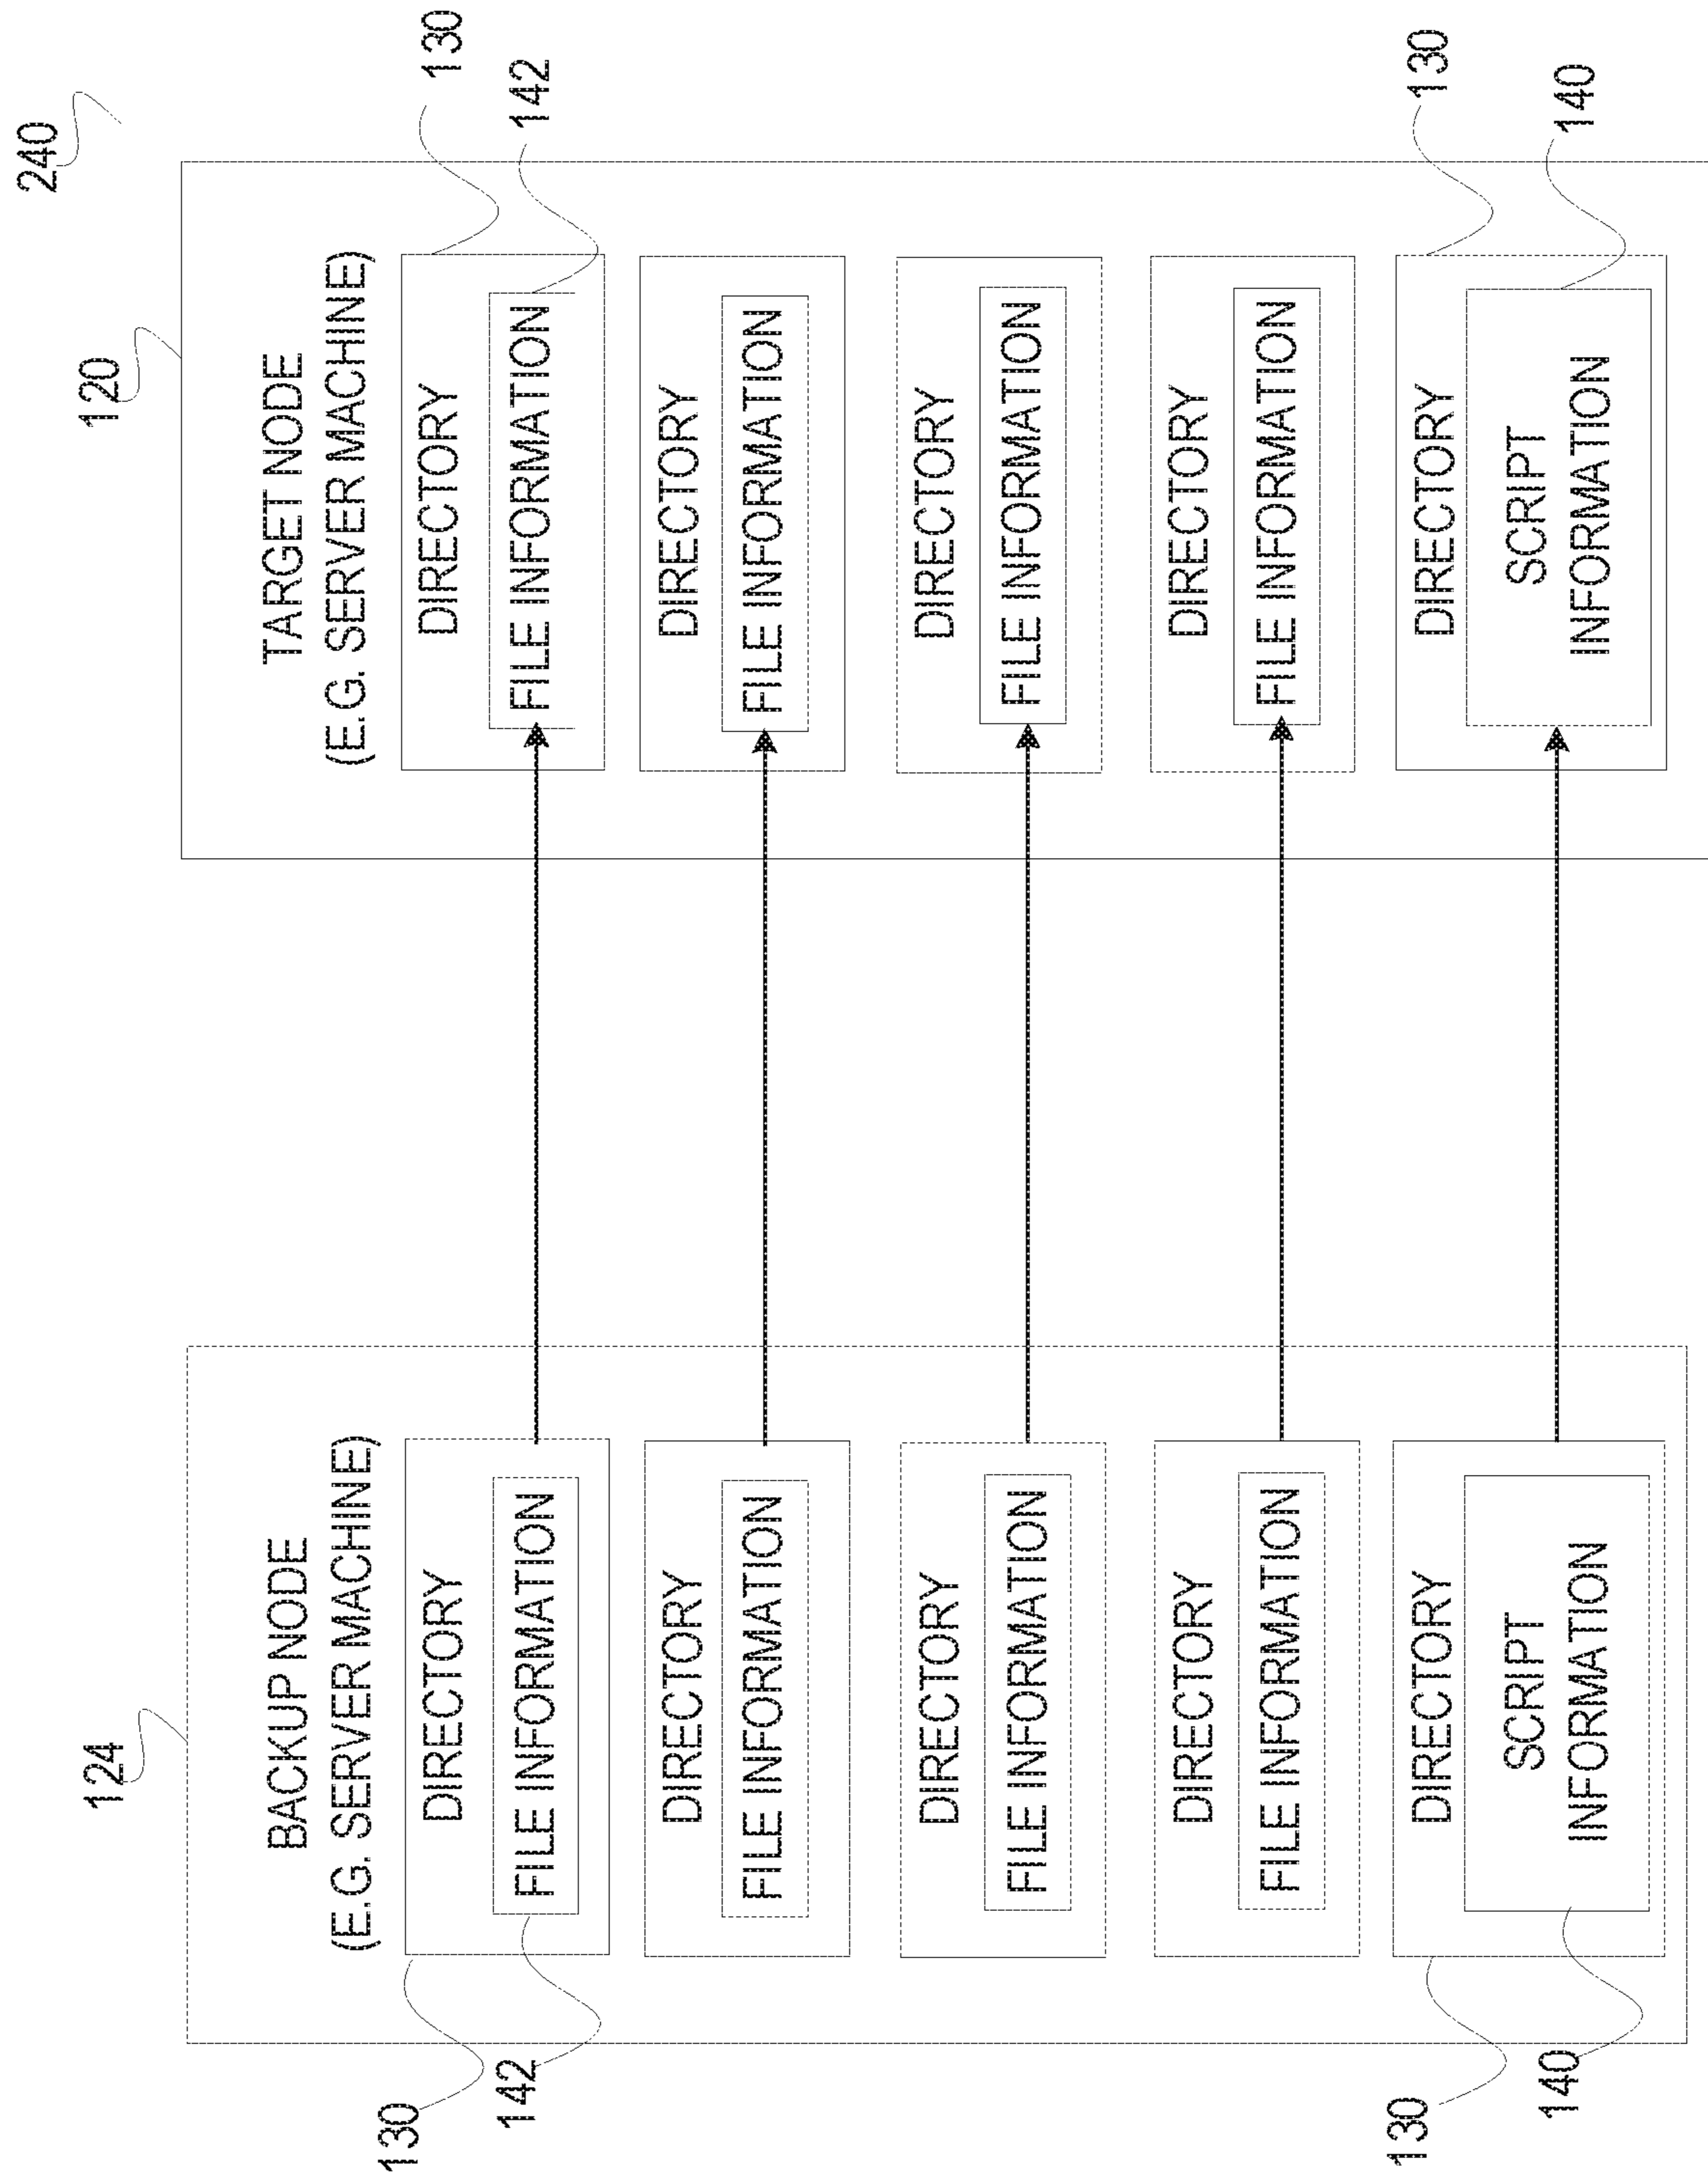 240
124
BACKUP NODE
(E.G. SERVER MACHINE)
130
DIRECTORY
142
FILE INFORMATION
DIRECTORY
FILE INFORMATION
DIRECTORY
FILE INFORMATION
DIRECTORY
FILE INFORMATION
130
DIRECTORY
140
SCRIPT
INFORMATION
120
TARGET NODE
(E.G. SERVER MACHINE)
130
DIRECTORY
142
FILE INFORMATION
DIRECTORY
FILE INFORMATION
DIRECTORY
FILE INFORMATION
DIRECTORY
FILE INFORMATION
130
DIRECTORY
140
SCRIPT
INFORMATION